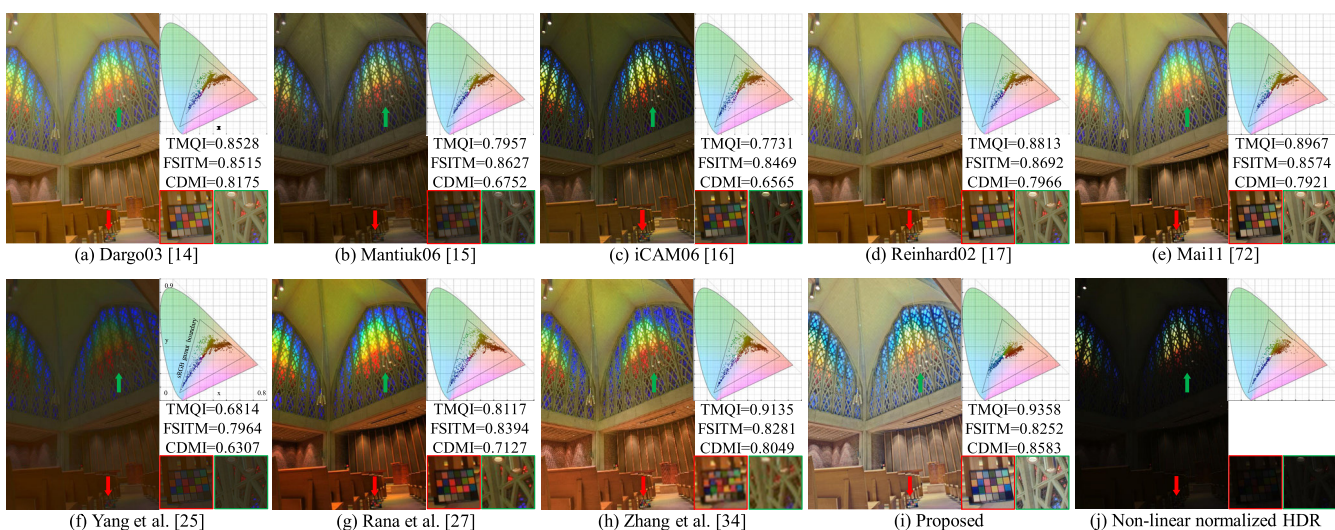 TMQI=0.8528
FSITM=0.8515
CDMI=0.8175
(a) Dargo03 [14]
TMQI=0.7957
FSITM=0.8627
CDMI=0.6752
(b) Mantiuk06 [15]
TMQI=0.7731
FSITM=0.8469
CDMI=0.6565
(c) iCAM06 [16]
TMQI=0.8813
FSITM=0.8692
CDMI=0.7966
(d) Reinhard02 [17]
TMQI=0.8967
FSITM=0.8574
CDMI=0.7921
(e) Mai11 [72]
0.9
y
sRGB gamut boundary
0
x
0.8
TMQI=0.6814
FSITM=0.7964
CDMI=0.6307
(f) Yang et al. [25]
TMQI=0.8117
FSITM=0.8394
CDMI=0.7127
(g) Rana et al. [27]
TMQI=0.9135
FSITM=0.8281
CDMI=0.8049
(h) Zhang et al. [34]
TMQI=0.9358
FSITM=0.8252
CDMI=0.8583
(i) Proposed
(j) Non-linear normalized HDR